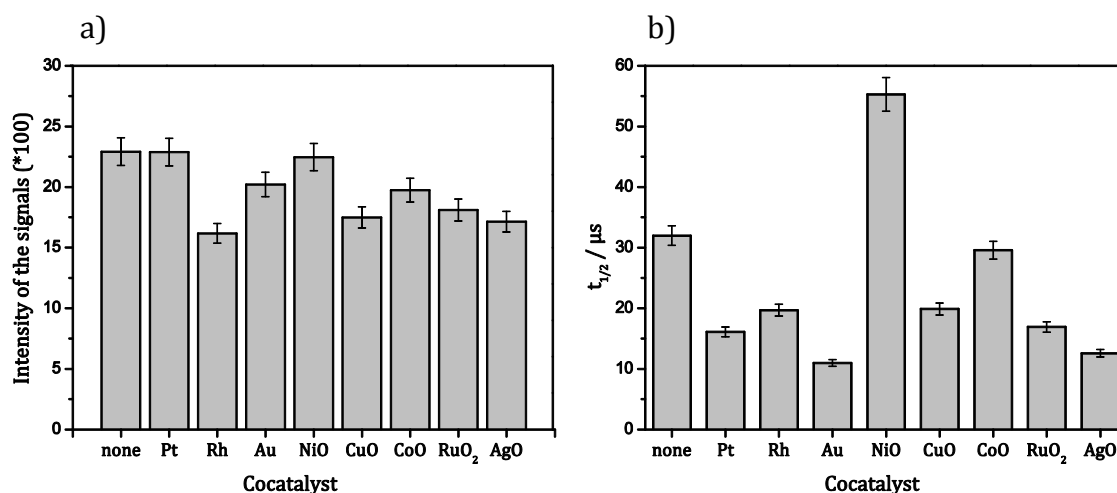 a)
b)
Intensity of the signals (*100)
30
25
20
15
10
5
0
none Pt Rh Au NiO CuO CoO RuO₂ AgO
Cocatalyst
t₁/₂ / µs
60
50
40
30
20
10
0
none Pt Rh Au NiO CuO CoO RuO₂ AgO
Cocatalyst